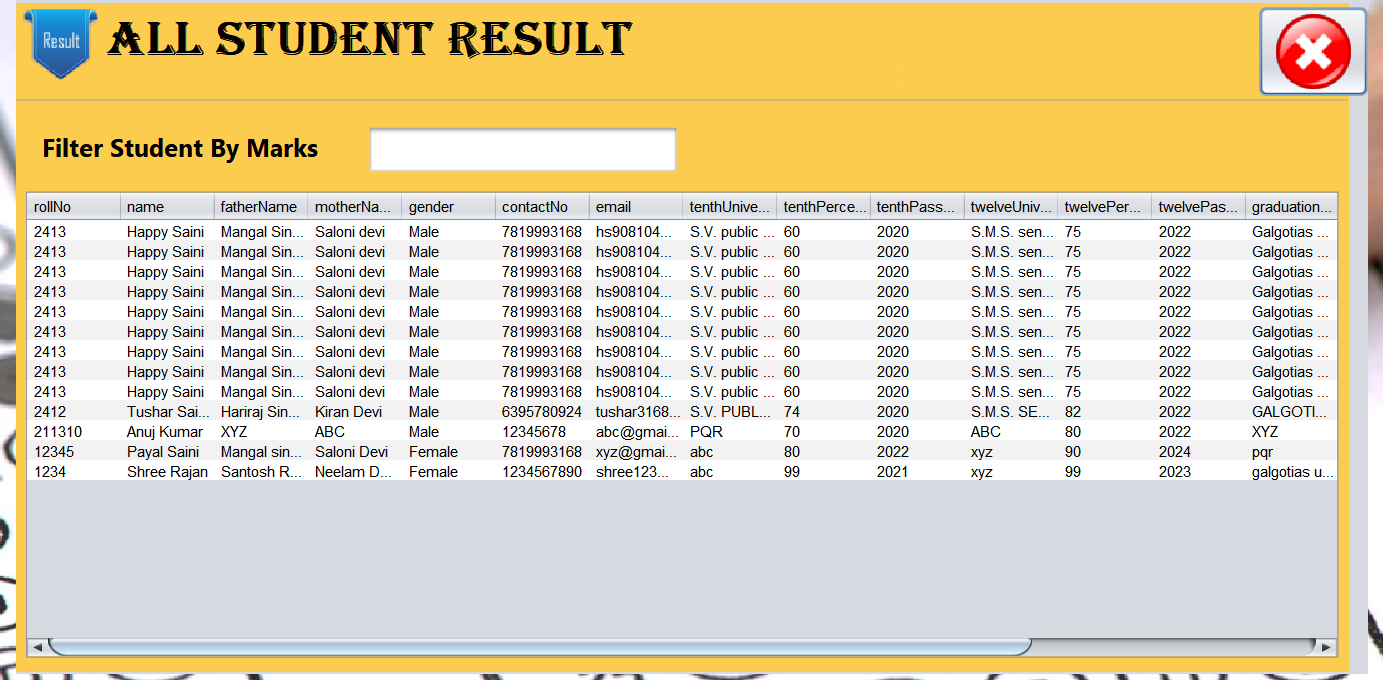 Result ALL STUDENT RESULT
Filter Student By Marks
rollNo name fatherName motherNa... gender contactNo email tenthUnive... tenthPerce... tenthPass... twelveUniv... twelvePer... twelvePas... graduation...
2413 Happy Saini Mangal Sin... Saloni devi Male 7819993168 hs908104... S.V. public ... 60 2020 S.M.S. sen... 75 2022 Galgotias ...
2413 Happy Saini Mangal Sin... Saloni devi Male 7819993168 hs908104... S.V. public ... 60 2020 S.M.S. sen... 75 2022 Galgotias ...
2413 Happy Saini Mangal Sin... Saloni devi Male 7819993168 hs908104... S.V. public ... 60 2020 S.M.S. sen... 75 2022 Galgotias ...
2413 Happy Saini Mangal Sin... Saloni devi Male 7819993168 hs908104... S.V. public ... 60 2020 S.M.S. sen... 75 2022 Galgotias ...
2413 Happy Saini Mangal Sin... Saloni devi Male 7819993168 hs908104... S.V. public ... 60 2020 S.M.S. sen... 75 2022 Galgotias ...
2413 Happy Saini Mangal Sin... Saloni devi Male 7819993168 hs908104... S.V. public ... 60 2020 S.M.S. sen... 75 2022 Galgotias ...
2413 Happy Saini Mangal Sin... Saloni devi Male 7819993168 hs908104... S.V. public ... 60 2020 S.M.S. sen... 75 2022 Galgotias ...
2413 Happy Saini Mangal Sin... Saloni devi Male 7819993168 hs908104... S.V. public ... 60 2020 S.M.S. sen... 75 2022 Galgotias ...
2413 Happy Saini Mangal Sin... Saloni devi Male 7819993168 hs908104... S.V. public ... 60 2020 S.M.S. sen... 75 2022 Galgotias ...
2412 Tushar Sai... Hariraj Sin... Kiran Devi Male 6395780924 tushar3168... S.V. PUBL... 74 2020 S.M.S. SE... 82 2022 GALGOTI...
211310 Anuj Kumar XYZ ABC Male 12345678 abc@gmai... PQR 70 2020 ABC 80 2022 XYZ
12345 Payal Saini Mangal sin... Saloni Devi Female 7819993168 xyz@gmai... abc 80 2022 xyz 90 2024 pqr
1234 Shree Rajan Santosh R... Neelam D... Female 1234567890 shree123... abc 99 2021 xyz 99 2023 galgotias u...